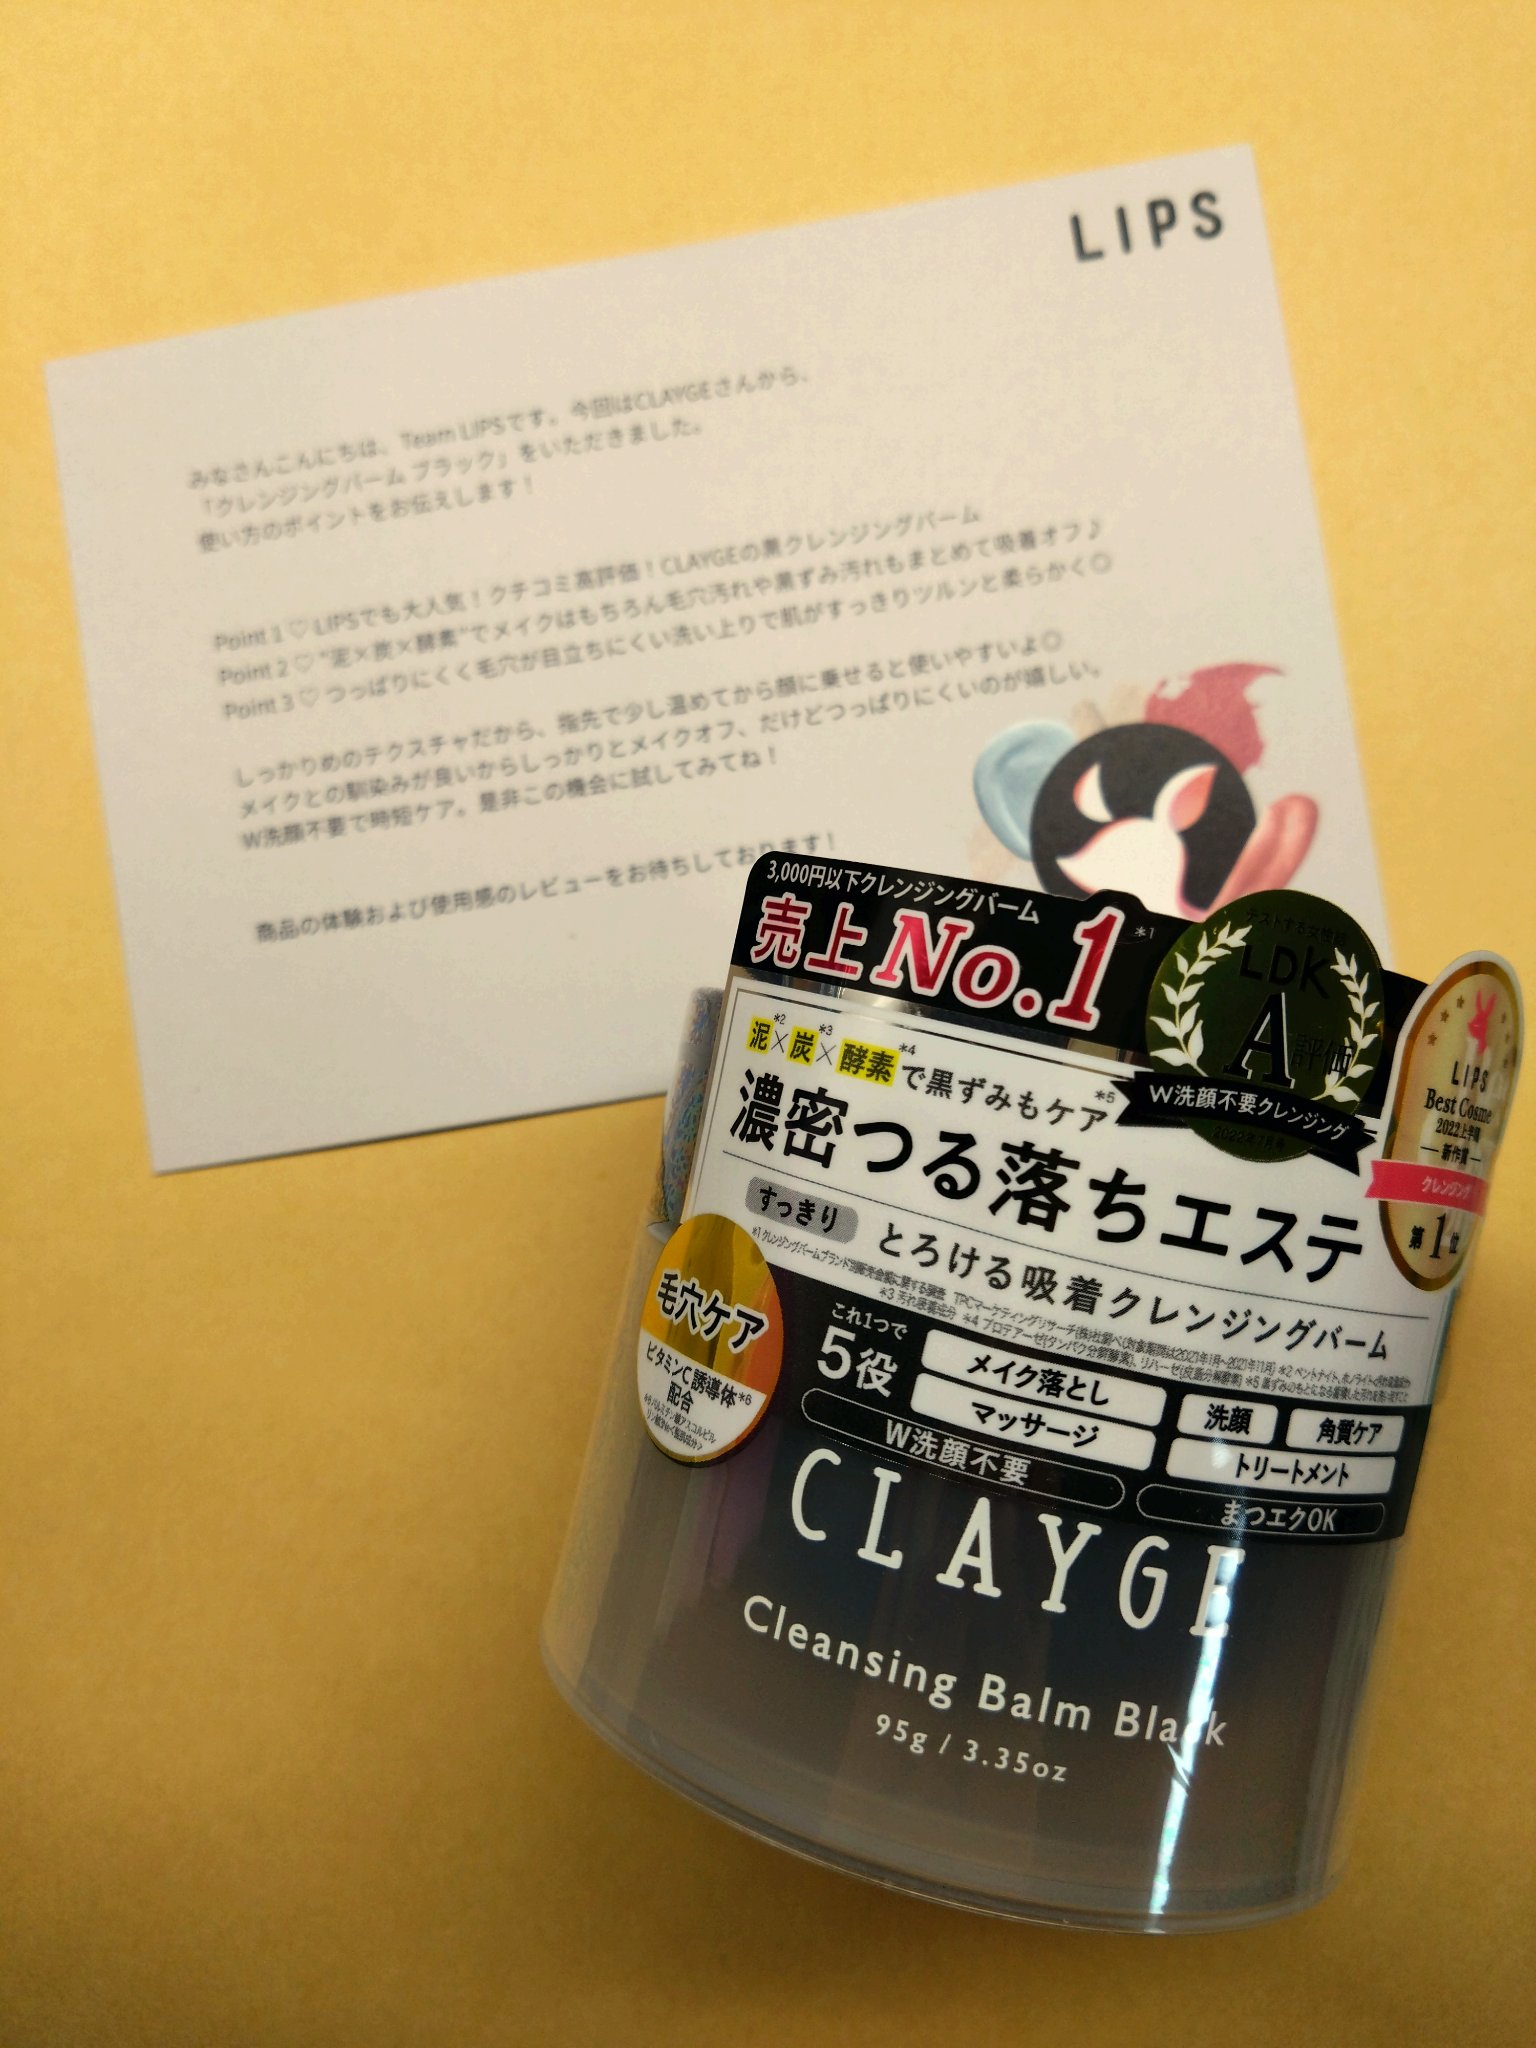 LIPS
みなさんこんにちは、Team LIPSです。今回はCLAYGEさんから、
「クレンジングバーム ブラック」をいただきました。
使い方のポイントをお伝えします！
Point 1 ♡ LIPSでも大人気！クチコミ高評価！CLAYGEの黒クレンジングバーム
Point 2 ♡ "泥×炭×酵素"でメイクはもちろん毛穴汚れや黒ずみ汚れもまとめて吸着オフ♪
Point 3 ♡ つっぱりにくく毛穴が目立ちにくい洗い上りで肌がすっきりツルンと柔らかく◎
しっかりめのテクスチャだから、指先で少し温めてから顔に乗せると使いやすいよ◎
メイクとの馴染みが良いからしっかりとメイクオフ、だけどつっぱりにくいのが嬉しい。
W洗顔不要で時短ケア。是非この機会に試してみてね！
商品の体験および使用感のレビューをお待ちしております！
3,000円以下クレンジングバーム
売上No.1*1
テストする女性誌
LDK
A評価
W洗顔不要クレンジング
2022年7月号
LIPS
Best Cosme
2022上半期
新作賞
クレンジング
第1位
泥*2×炭*3×酵素*4で黒ずみもケア*5
濃密つる落ちエステ
すっきり とろける吸着クレンジングバーム
毛穴ケア
ビタミンC誘導体*6
配合
これ1つで
5役
メイク落とし
洗顔
角質ケア
マッサージ
トリートメント
W洗顔不要
まつエクOK
CLAYGE
Cleansing Balm Black
95g / 3.35oz